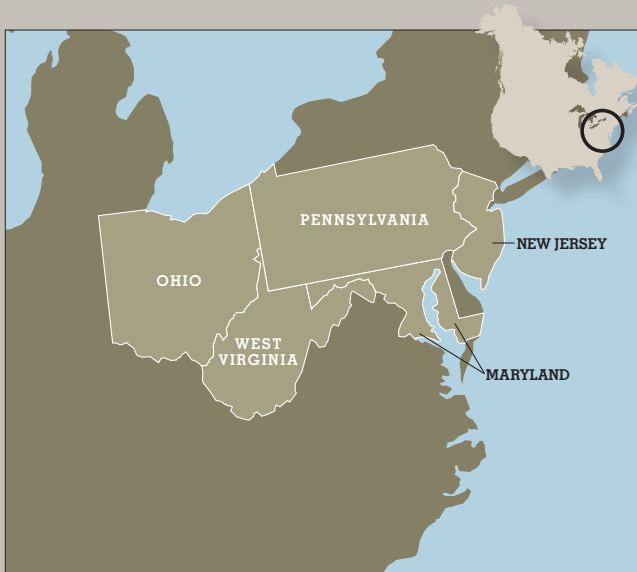 PENNSYLVANIA
NEW JERSEY
OHIO
WEST
VIRGINIA
MARYLAND